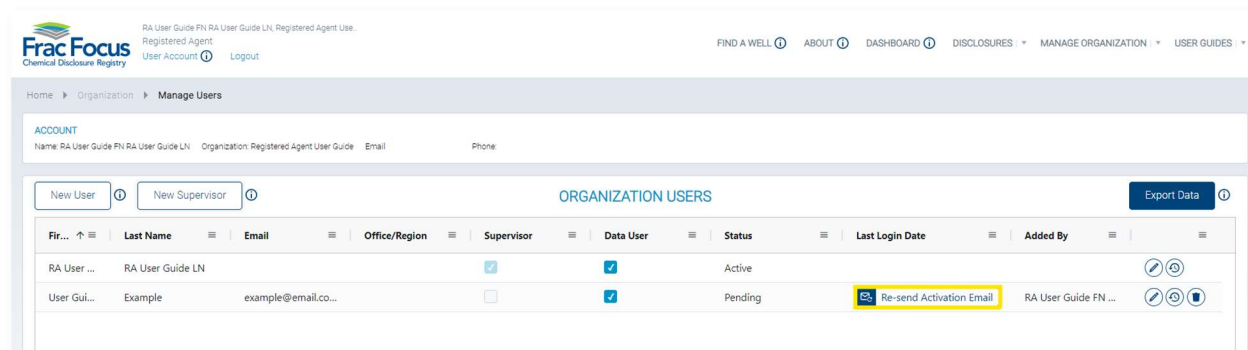 Frac Focus
Chemical Disclosure Registry
RA User Guide FN RA User Guide LN, Registered Agent Use..
Registered Agent
User Account Logout
FIND A WELL ABOUT DASHBOARD DISCLOSURES MANAGE ORGANIZATION USER GUIDES
Home Organization Manage Users
ACCOUNT
Name: RA User Guide FN RA User Guide LN Organization: Registered Agent User Guide Email Phone:
New User New Supervisor ORGANIZATION USERS Export Data
Fir... Last Name Email Office/Region Supervisor Data User Status Last Login Date Added By
RA User ... RA User Guide LN Active
User Gui... Example example@email.co... Pending Re-send Activation Email RA User Guide FN ...